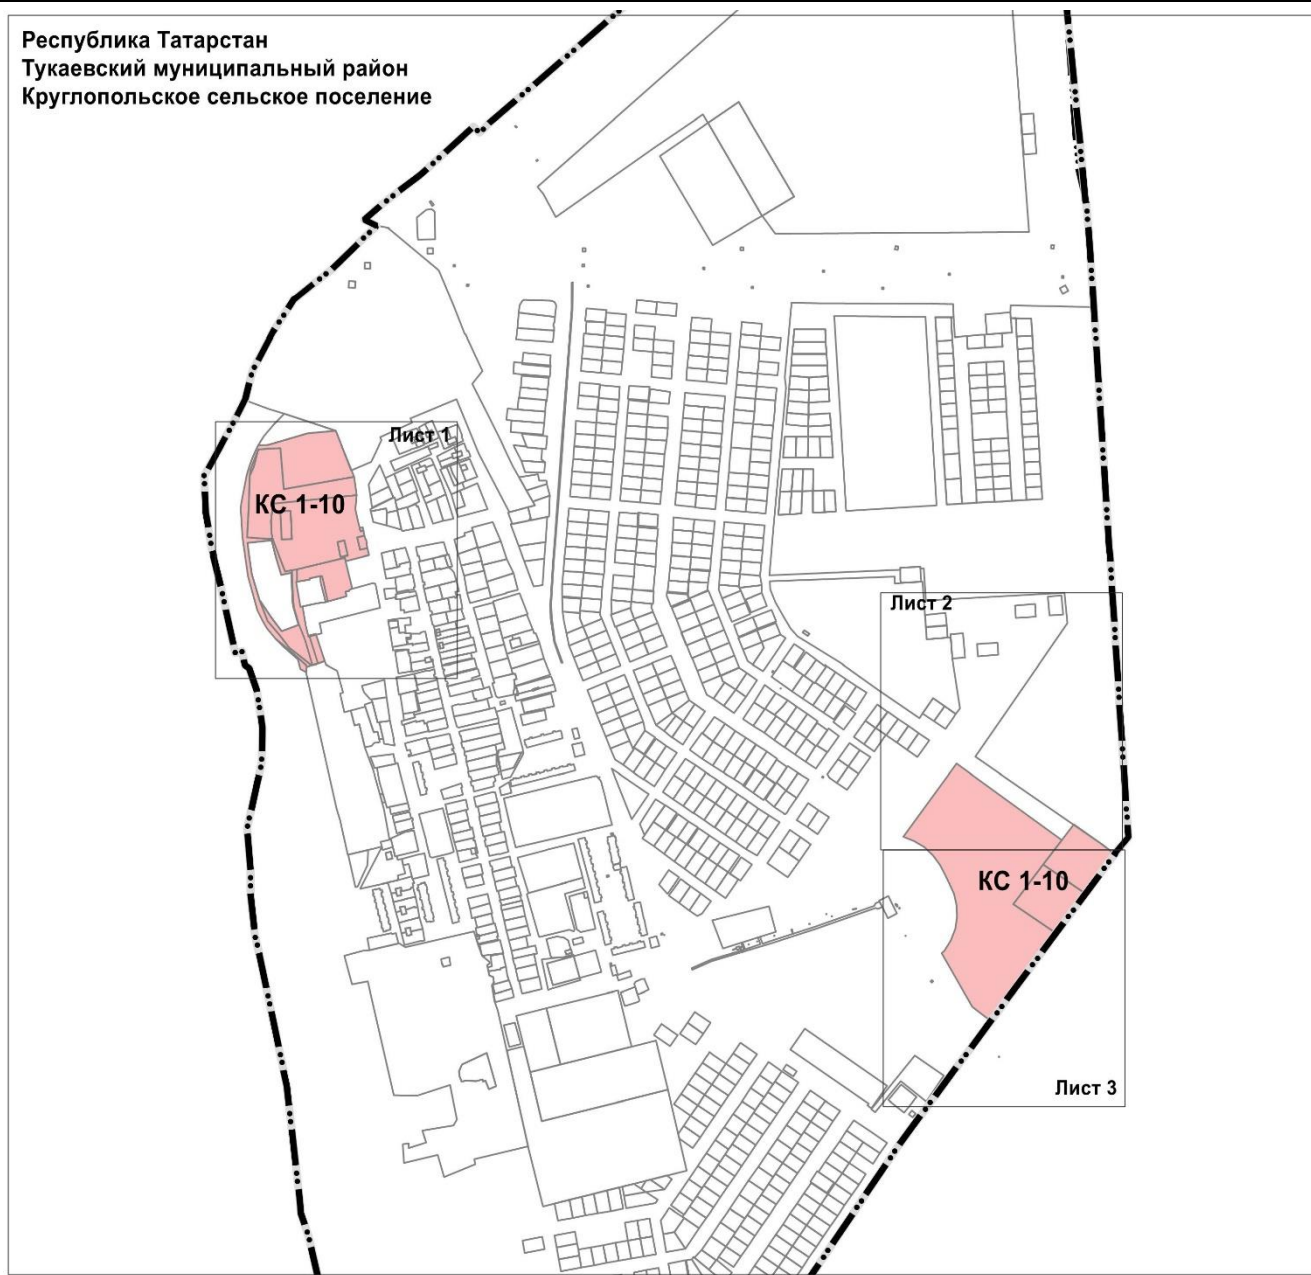 Республика Татарстан
Тукаевский муниципальный район
Круглопольское сельское поселение
Лист 1
КС 1-10
Лист 2
КС 1-10
Лист 3